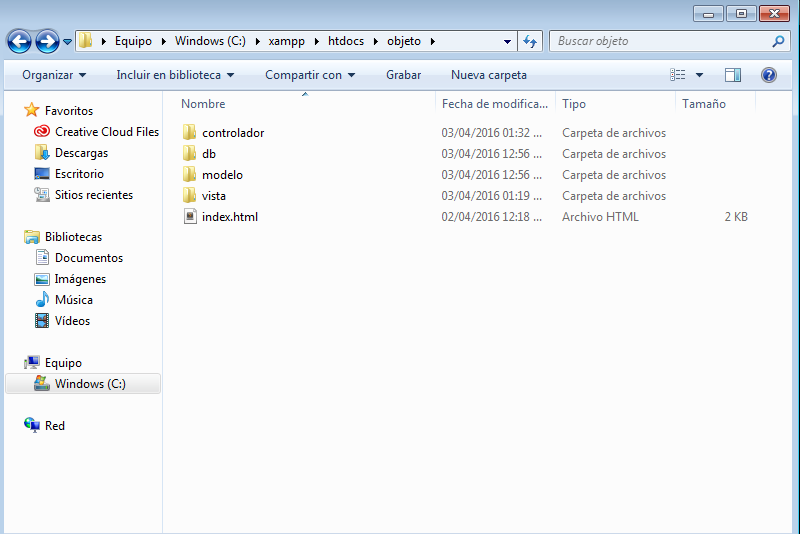 Equipo Windows (C:) xampp htdocs objeto Buscar objeto
Organizar Incluir en biblioteca Compartir con Grabar Nueva carpeta
Nombre Fecha de modifica... Tipo Tamaño
Favoritos
Creative Cloud Files
Descargas
Escritorio
Sitios recientes
Bibliotecas
Documentos
Imágenes
Música
Vídeos
Equipo
Windows (C:)
Red
controlador 03/04/2016 01:32 ... Carpeta de archivos
db 03/04/2016 12:56 ... Carpeta de archivos
modelo 03/04/2016 12:56 ... Carpeta de archivos
vista 03/04/2016 01:19 ... Carpeta de archivos
index.html 02/04/2016 12:18 ... Archivo HTML 2 KB